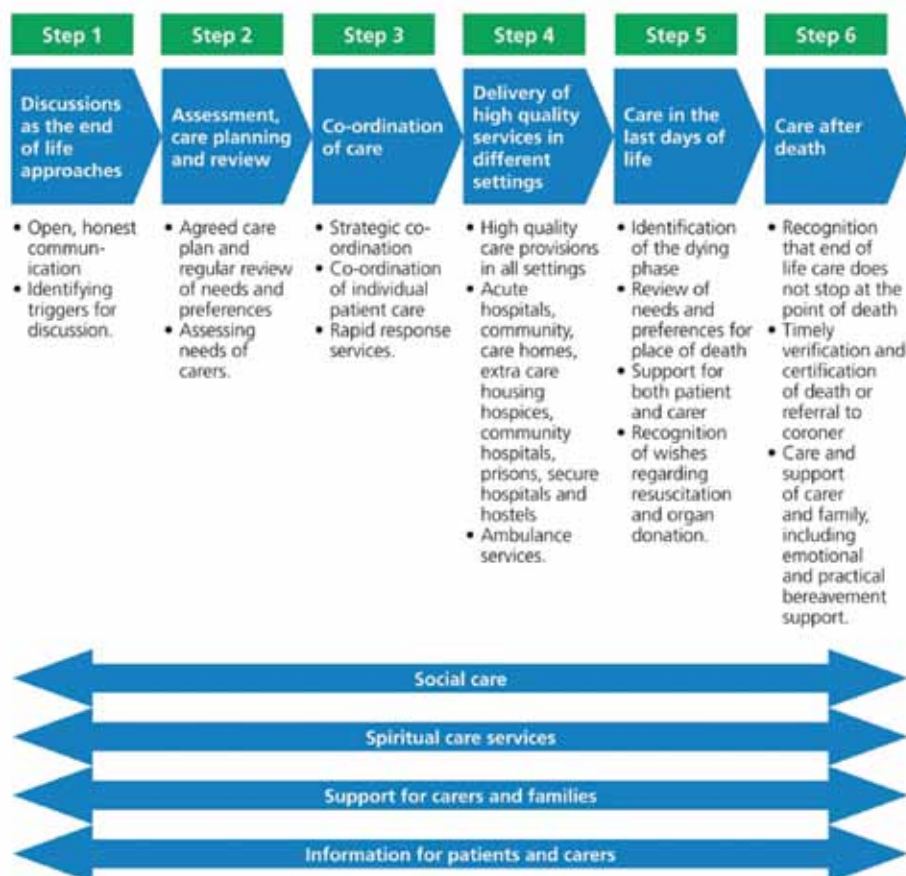 Step 1
Discussions
as the end
of life
approaches
• Open, honest
commun-
ication
• Identifying
triggers for
discussion.
Step 2
Assessment,
care planning
and review
• Agreed care
plan and
regular review
of needs and
preferences
• Assessing
needs of
carers.
Step 3
Co-ordination
of care
• Strategic co-
ordination
• Co-ordination
of individual
patient care
• Rapid response
services.
Step 4
Delivery of
high quality
services in
different
settings
• High quality
care provisions
in all settings
• Acute
hospitals,
community,
care homes,
extra care
housing
hospices,
community
hospitals,
prisons, secure
hospitals and
hostels
• Ambulance
services.
Step 5
Care in the
last days of
life
• Identification
of the dying
phase
• Review of
needs and
preferences for
place of death
• Support for
both patient
and carer
• Recognition
of wishes
regarding
resuscitation
and organ
donation.
Step 6
Care after
death
• Recognition
that end of
life care does
not stop at the
point of death
• Timely
verification and
certification
of death or
referral to
coroner
• Care and
support
of carer
and family,
including
emotional
and practical
bereavement
support.
Social care
Spiritual care services
Support for carers and families
Information for patients and carers